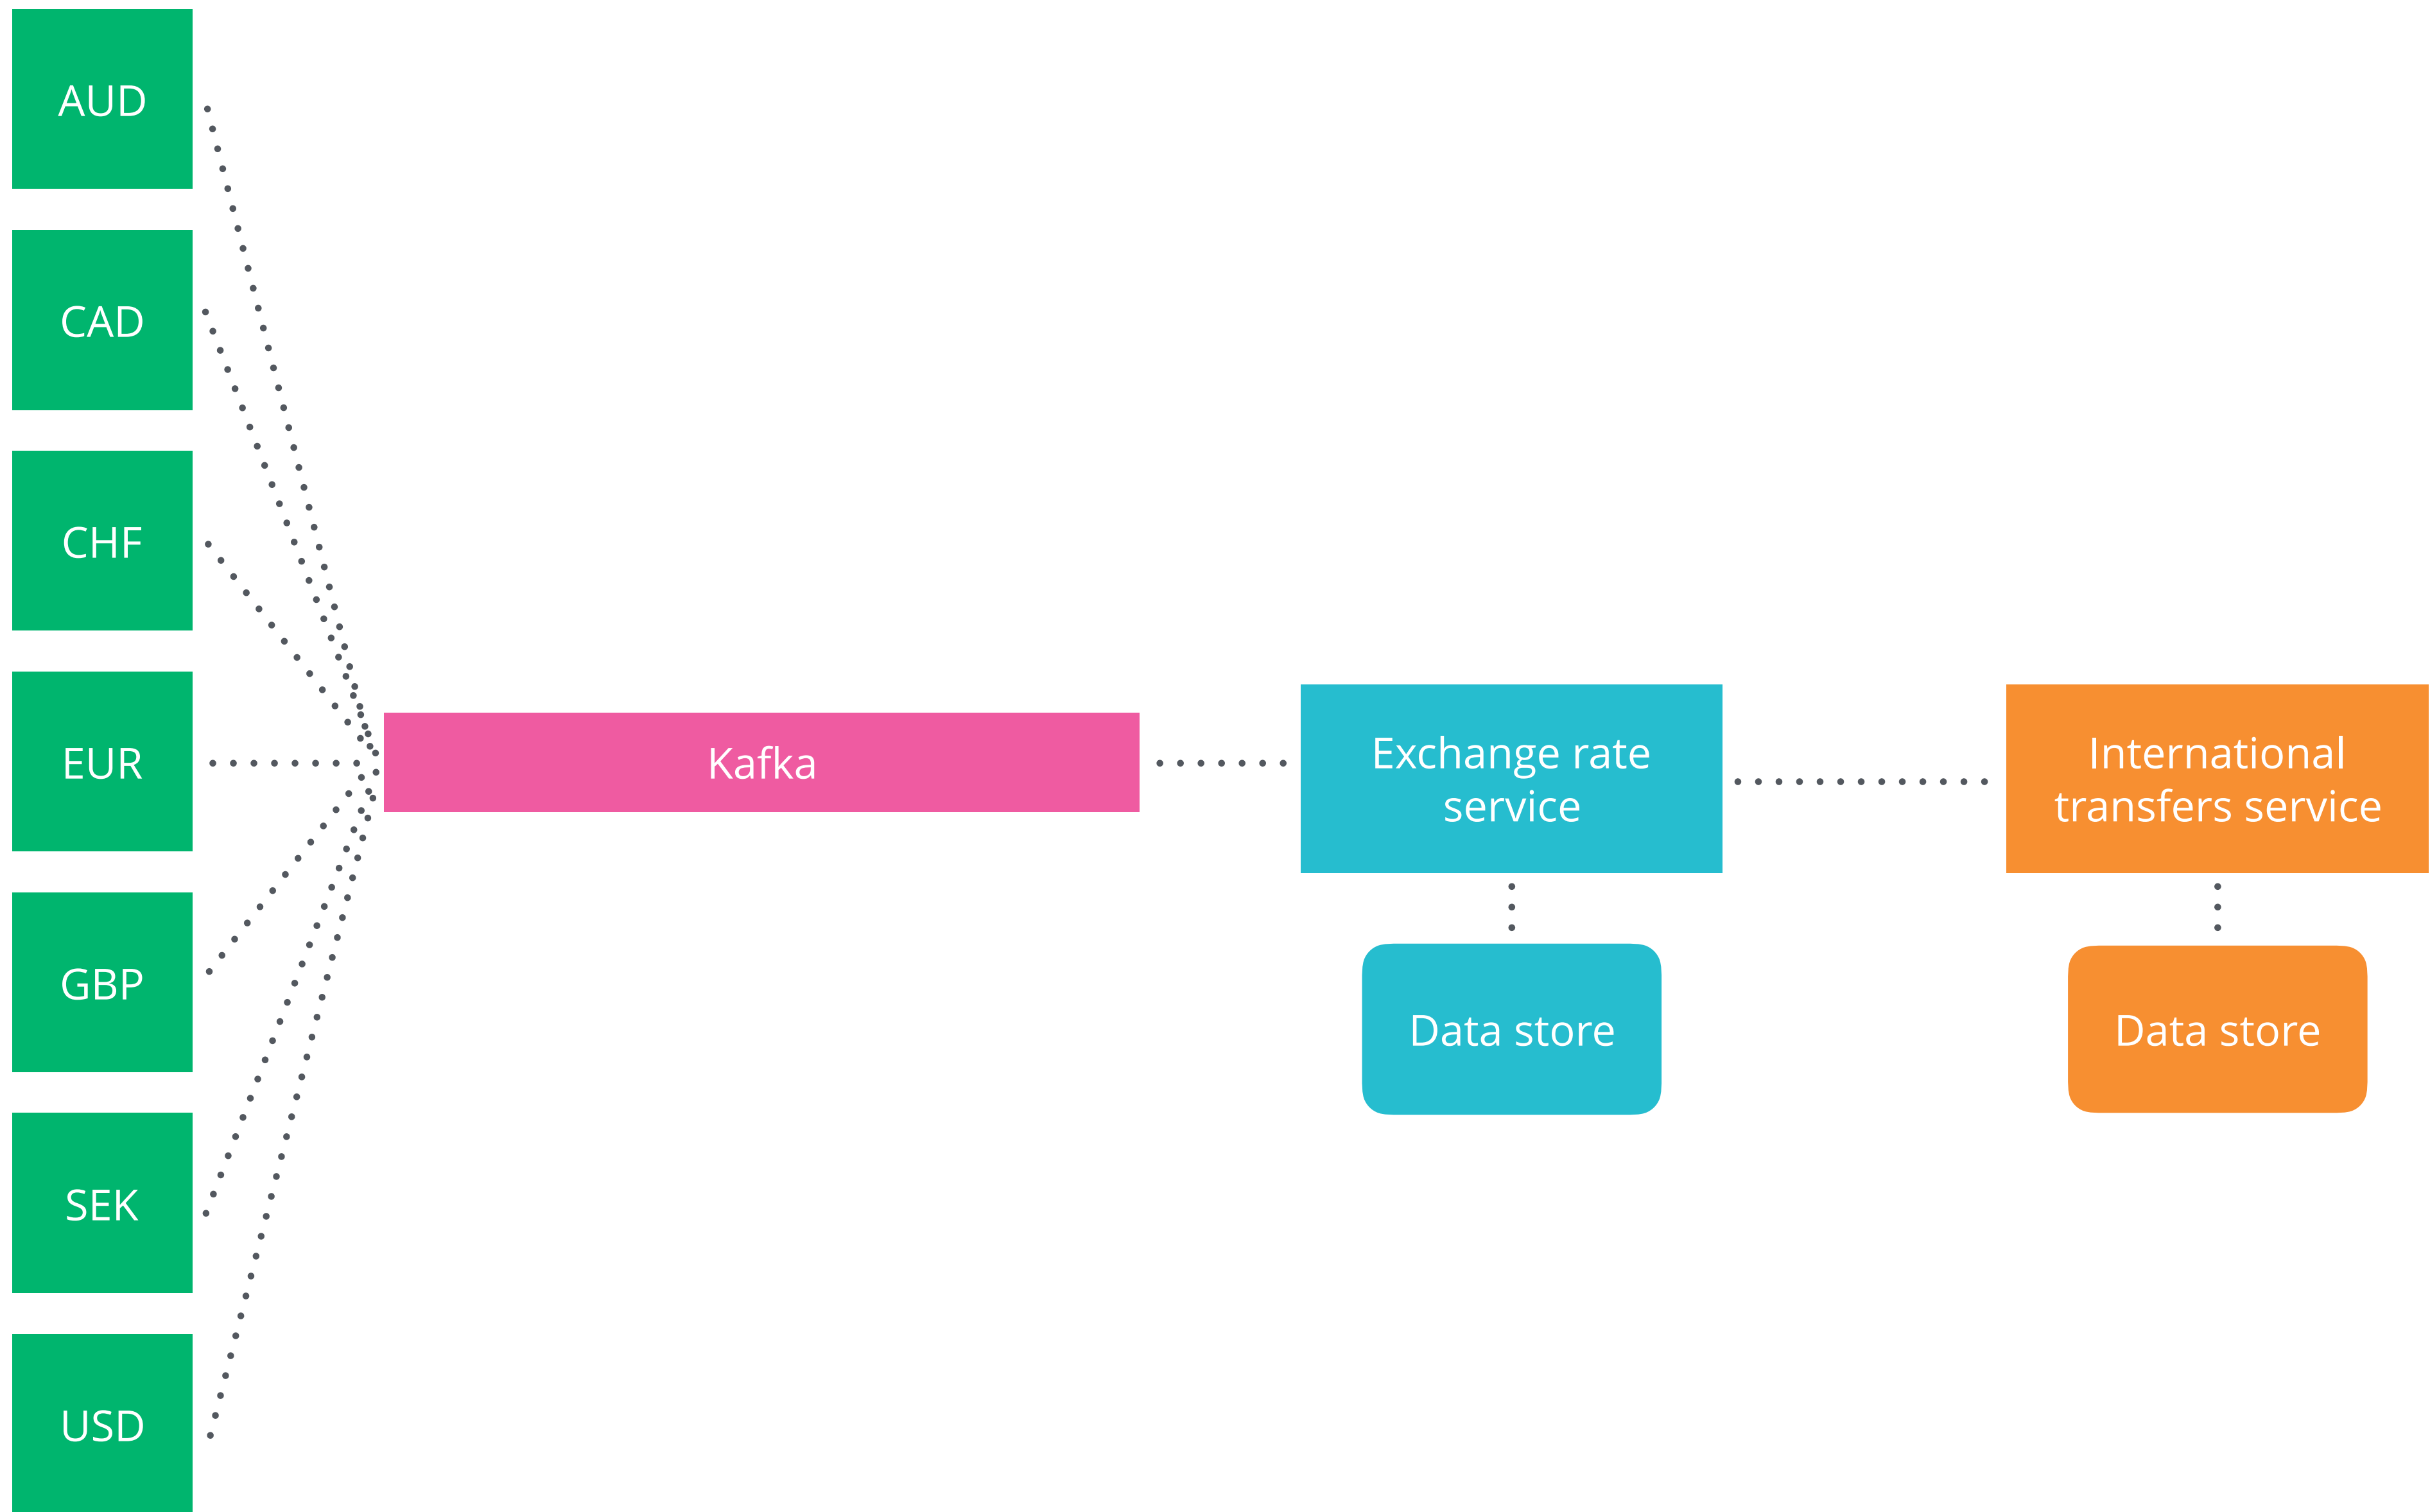 AUD
CAD
CHF
EUR
GBP
SEK
USD
Kafka
Exchange rate
service
Data store
International
transfers service
Data store